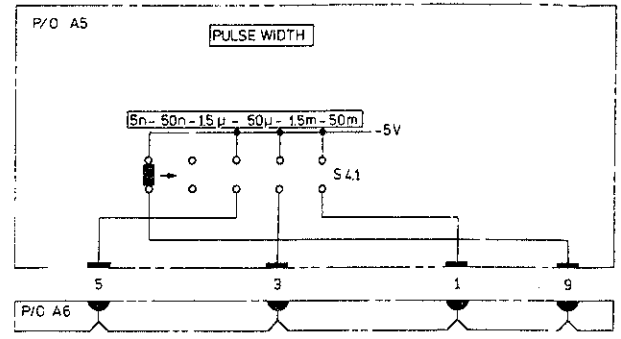 P/O A5
PULSE WIDTH
5n- 50n -1.5µ - 50µ - 1.5m - 50m
-5V
S 4.1
5 3 1 9
P/O A6